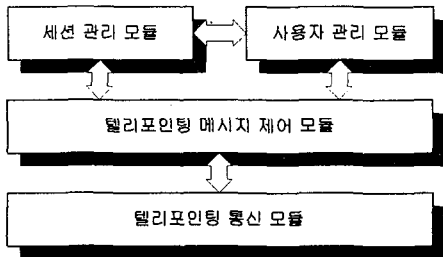 세션 관리 모듈
사용자 관리 모듈
텔리포인팅 메시지 제어 모듈
텔리포인팅 통신 모듈